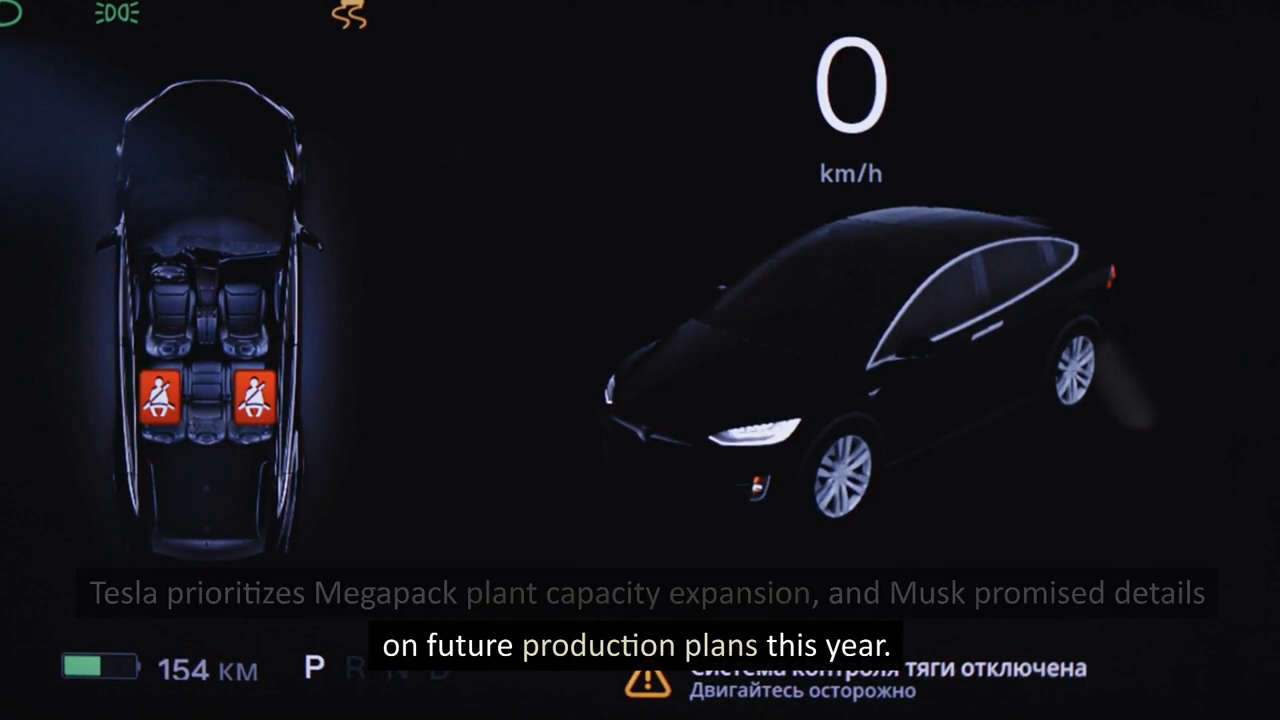 0
km/h
Tesla prioritizes Megapack plant capacity expansion, and Musk promised details
on future production plans this year.
154 км
P R N D
Система контроля тяги отключена
Двигайтесь осторожно